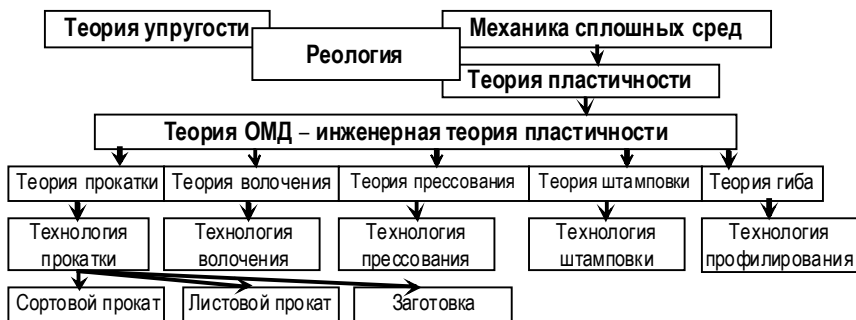 Теория упругости
Механика сплошных сред
Реология
Теория пластичности
Теория ОМД – инженерная теория пластичности
Теория прокатки
Теория волочения
Теория прессования
Теория штамповки
Теория гиба
Технология
прокатки
Технология
волочения
Технология
прессования
Технология
штамповки
Технология
профилирования
Сортовой прокат
Листовой прокат
Заготовка